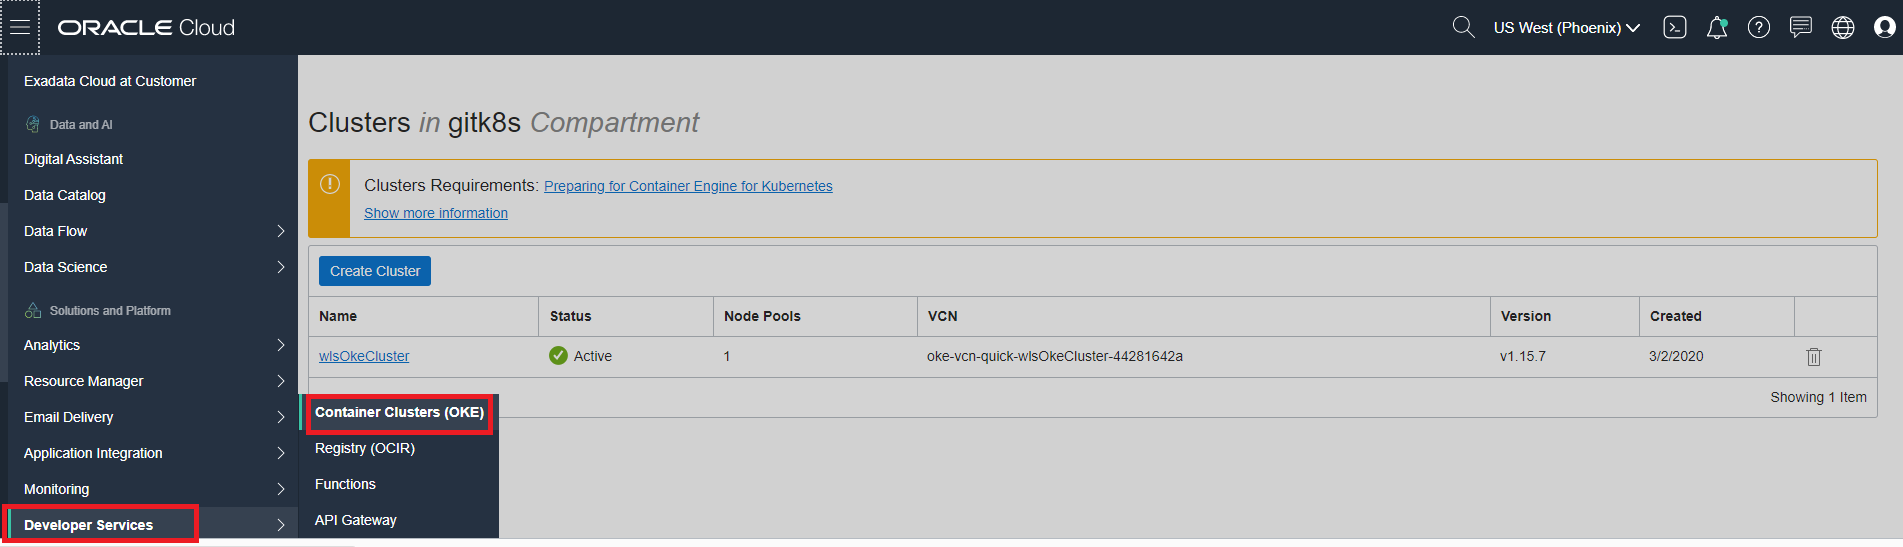 ORACLE Cloud
US West (Phoenix)
Exadata Cloud at Customer
Data and AI
Digital Assistant
Data Catalog
Data Flow
Data Science
Solutions and Platform
Analytics
Resource Manager
Email Delivery
Application Integration
Monitoring
Developer Services
Container Clusters (OKE)
Registry (OCIR)
Functions
API Gateway
Clusters in gitk8s Compartment
Clusters Requirements: Preparing for Container Engine for Kubernetes
Show more information
Create Cluster
Name Status Node Pools VCN Version Created
wlsOkeCluster Active 1 oke-vcn-quick-wlsOkeCluster-44281642a v1.15.7 3/2/2020
Showing 1 Item